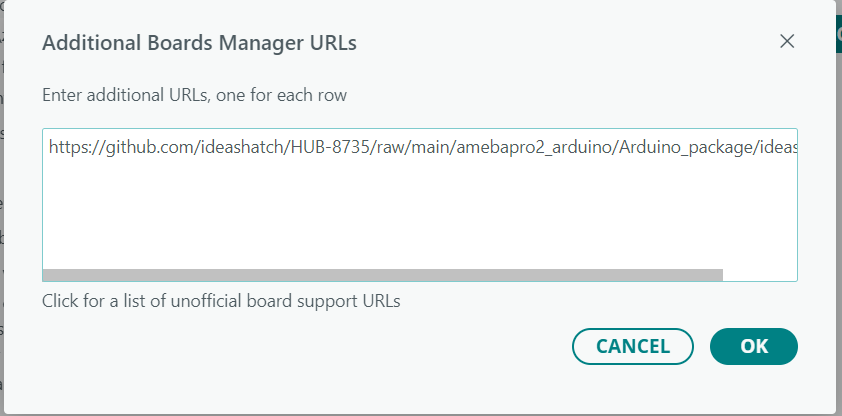 Additional Boards Manager URLs
Enter additional URLs, one for each row
https://github.com/ideashatch/HUB-8735/raw/main/amebapro2_arduino/Arduino_package/ideas
Click for a list of unofficial board support URLs
CANCEL
OK